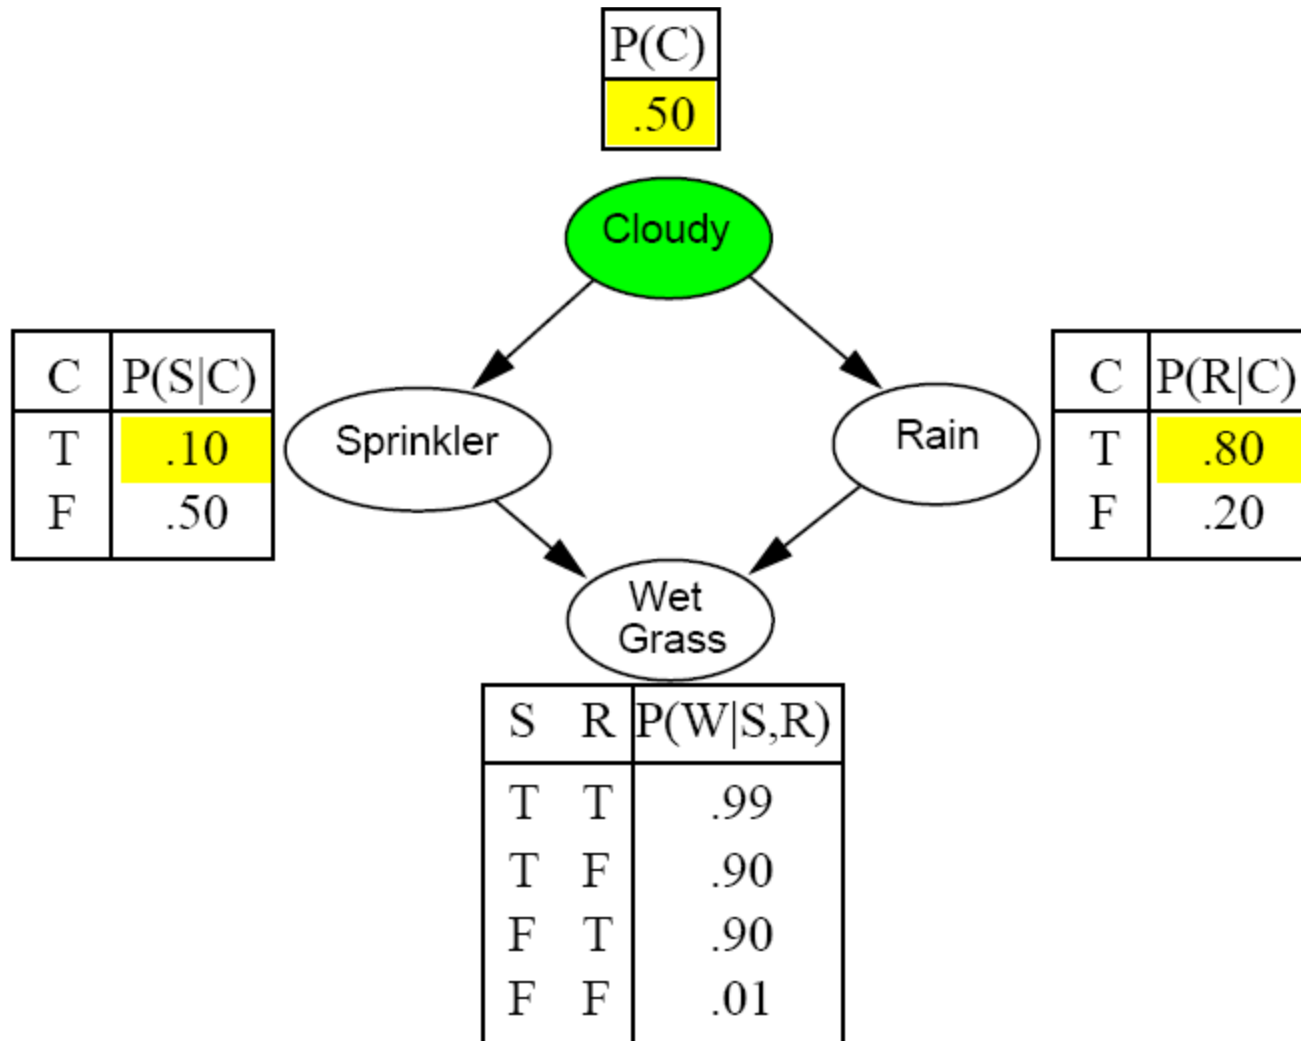 P(C)
.50
Cloudy
C P(S|C)
T .10
F .50
Sprinkler
Rain
C P(R|C)
T .80
F .20
Wet
Grass
S R P(W|S,R)
T T .99
T F .90
F T .90
F F .01